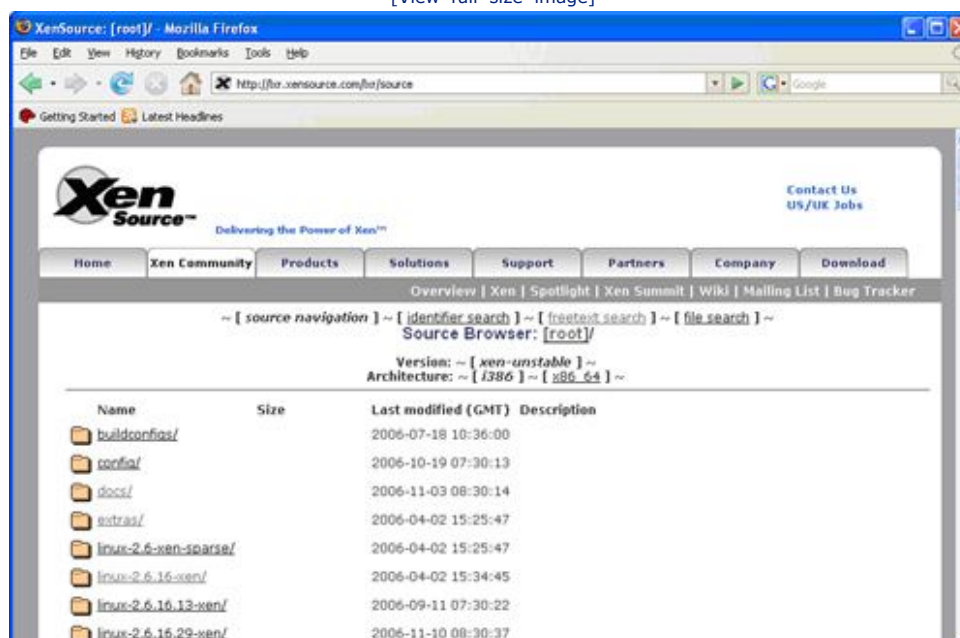 [View full size image]
XenSource: [root]/ - Mozilla Firefox
File Edit View History Bookmarks Tools Help
http://lxr.xensource.com/lxr/source
Google
Getting Started Latest Headlines
Xen Source™
Delivering the Power of Xen™
Contact Us
US/UK Jobs
Home Xen Community Products Solutions Support Partners Company Download
Overview | Xen | Spotlight | Xen Summit | Wiki | Mailing List | Bug Tracker
~ [ source navigation ] ~ [ identifier search ] ~ [ freetext search ] ~ [ file search ] ~
Source Browser: [root]/
Version: ~ [ xen-unstable ] ~
Architecture: ~ [ i386 ] ~ [ x86_64 ] ~
Name Size Last modified (GMT) Description
buildconfigs/ 2006-07-18 10:36:00
config/ 2006-10-19 07:30:13
docs/ 2006-11-03 08:30:14
extras/ 2006-04-02 15:25:47
linux-2.6-xen-sparse/ 2006-04-02 15:25:47
linux-2.6.16-xen/ 2006-04-02 15:34:45
linux-2.6.16.13-xen/ 2006-09-11 07:30:22
linux-2.6.16.29-xen/ 2006-11-10 08:30:37